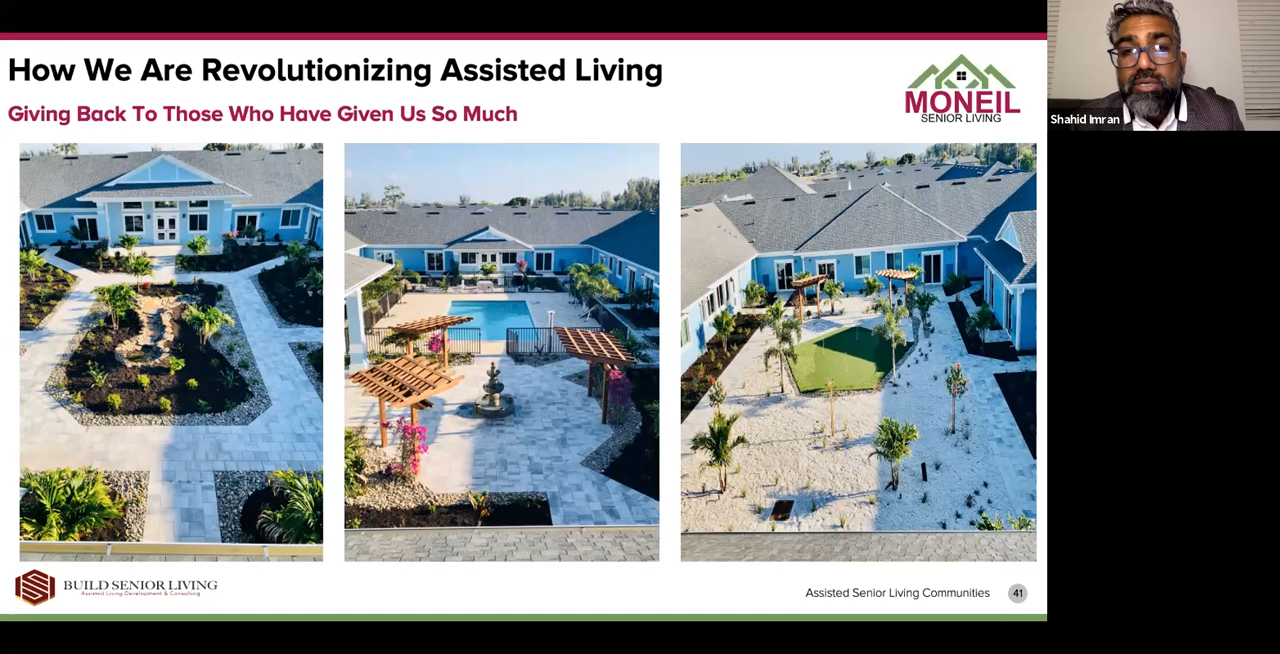 How We Are Revolutionizing Assisted Living
Giving Back To Those Who Have Given Us So Much
MONEIL
SENIOR LIVING
Shahid Imran
BUILD SENIOR LIVING
Assisted Living Development & Consulting
Assisted Senior Living Communities
41